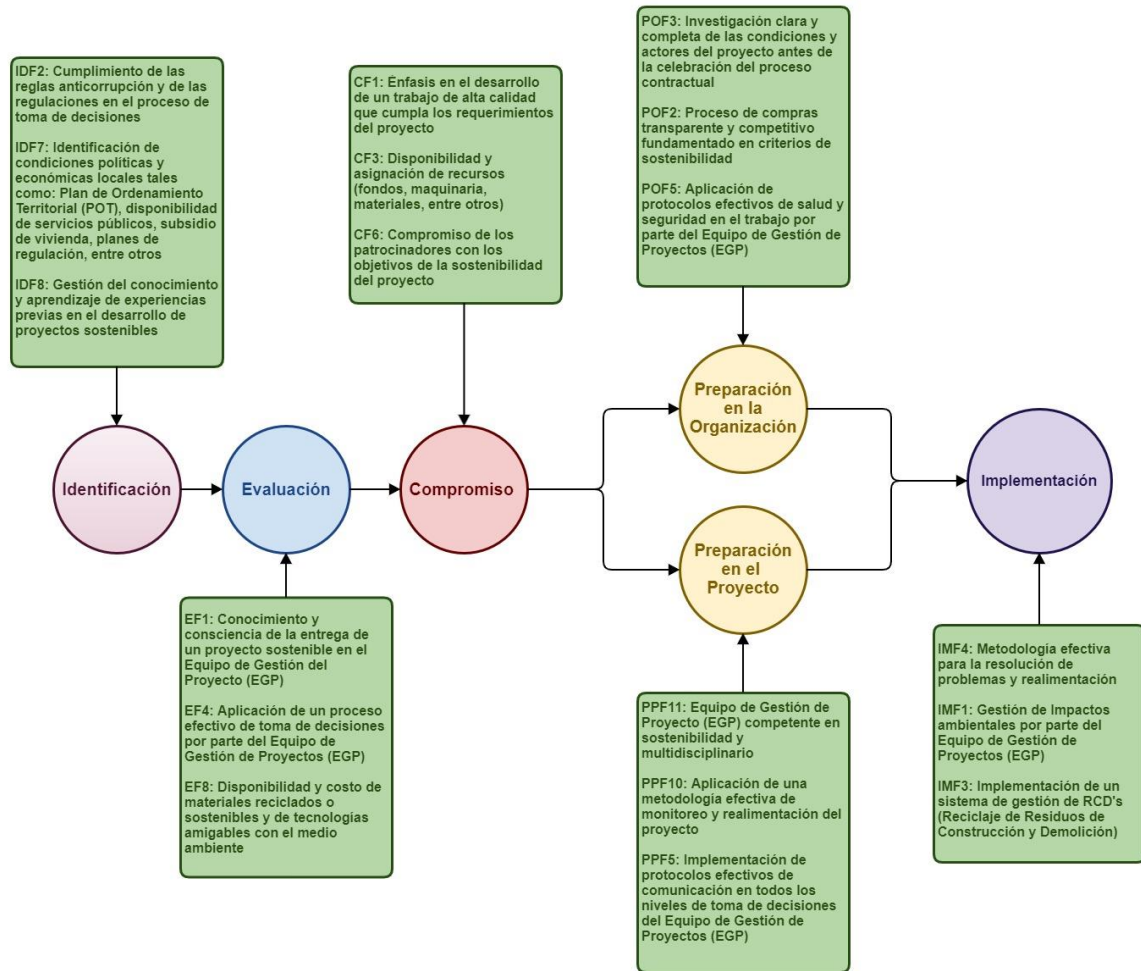 IDF2: Cumplimiento de las
reglas anticorrupción y de las
regulaciones en el proceso de
toma de decisiones
IDF7: Identificación de
condiciones políticas y
económicas locales tales
como: Plan de Ordenamiento
Territorial (POT), disponibilidad
de servicios públicos, subsidio
de vivienda, planes de
regulación, entre otros
IDF8: Gestión del conocimiento
y aprendizaje de experiencias
previas en el desarrollo de
proyectos sostenibles
CF1: Énfasis en el desarrollo
de un trabajo de alta calidad
que cumpla los requerimientos
del proyecto
CF3: Disponibilidad y
asignación de recursos
(fondos, maquinaria,
materiales, entre otros)
CF6: Compromiso de los
patrocinadores con los
objetivos de la sostenibilidad
del proyecto
POF3: Investigación clara y
completa de las condiciones y
actores del proyecto antes de
la celebración del proceso
contractual
POF2: Proceso de compras
transparente y competitivo
fundamentado en criterios de
sostenibilidad
POF5: Aplicación de
protocolos efectivos de salud y
seguridad en el trabajo por
parte del Equipo de Gestión de
Proyectos (EGP)
Identificación
Evaluación
Compromiso
Preparación
en la
Organización
Preparación
en el
Proyecto
Implementación
EF1: Conocimiento y
consciencia de la entrega de
un proyecto sostenible en el
Equipo de Gestión del
Proyecto (EGP)
EF4: Aplicación de un proceso
efectivo de toma de decisiones
por parte del Equipo de
Gestión de Proyectos (EGP)
EF8: Disponibilidad y costo de
materiales reciclados o
sostenibles y de tecnologías
amigables con el medio
ambiente
PPF11: Equipo de Gestión de
Proyecto (EGP) competente en
sostenibilidad y
multidisciplinario
PPF10: Aplicación de una
metodología efectiva de
monitoreo y realimentación del
proyecto
PPF5: Implementación de
protocolos efectivos de
comunicación en todos los
niveles de toma de decisiones
del Equipo de Gestión de
Proyectos (EGP)
IMF4: Metodología efectiva
para la resolución de
problemas y realimentación
IMF1: Gestión de Impactos
ambientales por parte del
Equipo de Gestión de
Proyectos (EGP)
IMF3: Implementación de un
sistema de gestión de RCD's
(Reciclaje de Residuos de
Construcción y Demolición)